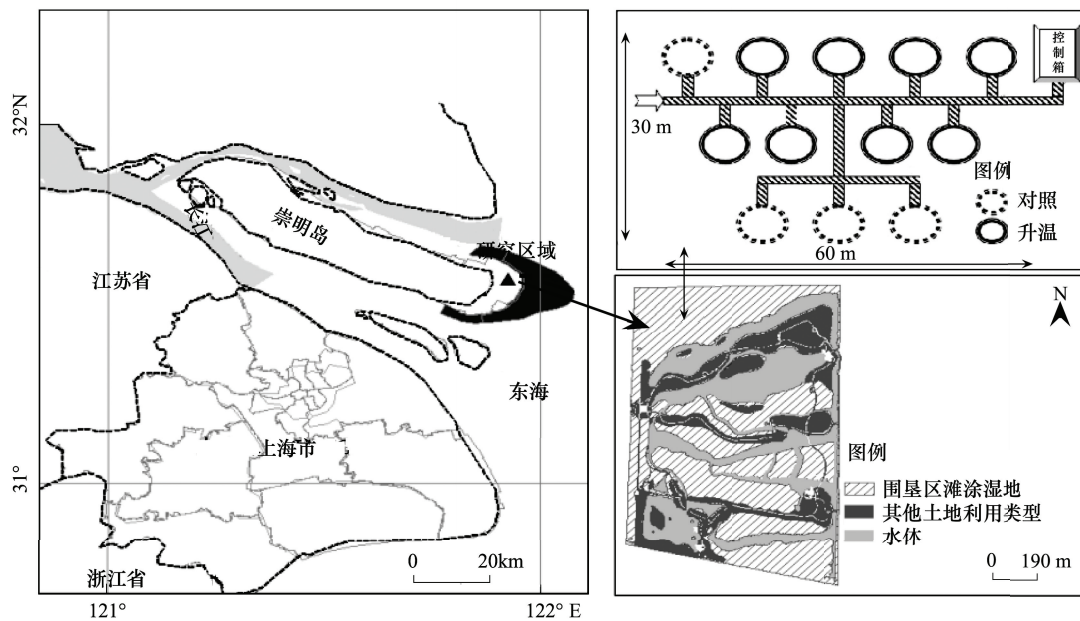 32°N
31°
121°
122° E
长江
崇明岛
研究区域
江苏省
东海
上海市
浙江省
0 20km
控制箱
30 m
图例
对照
升温
60 m
N
图例
围垦区滩涂湿地
其他土地利用类型
水体
0 190 m